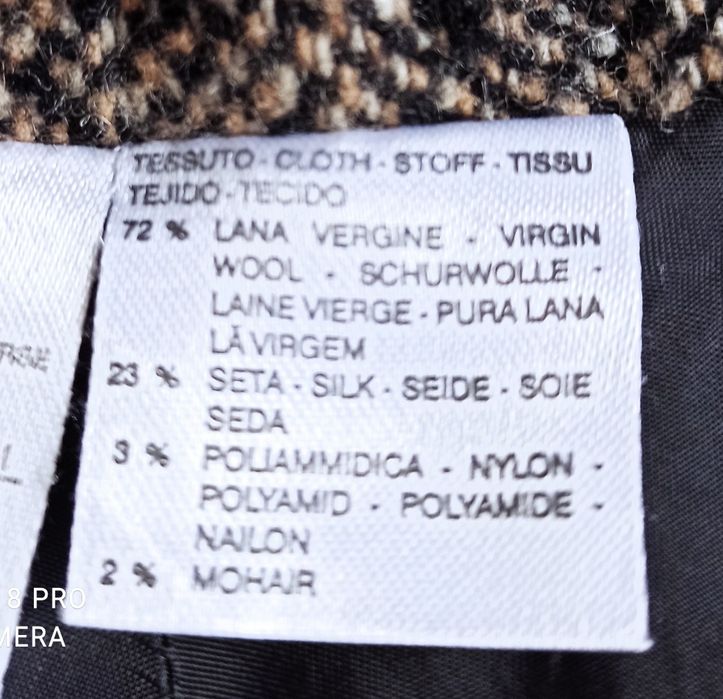 TESSUTO - CLOTH - STOFF - TISSU
TEJIDO - TECIDO
72 % LANA VERGINE - VIRGIN
WOOL - SCHURWOLLE -
LAINE VIERGE - PURA LANA
LÃ VIRGEM
23 % SETA - SILK - SEIDE - SOIE
SEDA
3 % POLIAMMIDICA - NYLON -
POLYAMID - POLYAMIDE -
NAILON
2 % MOHAIR
8 PRO
MERA